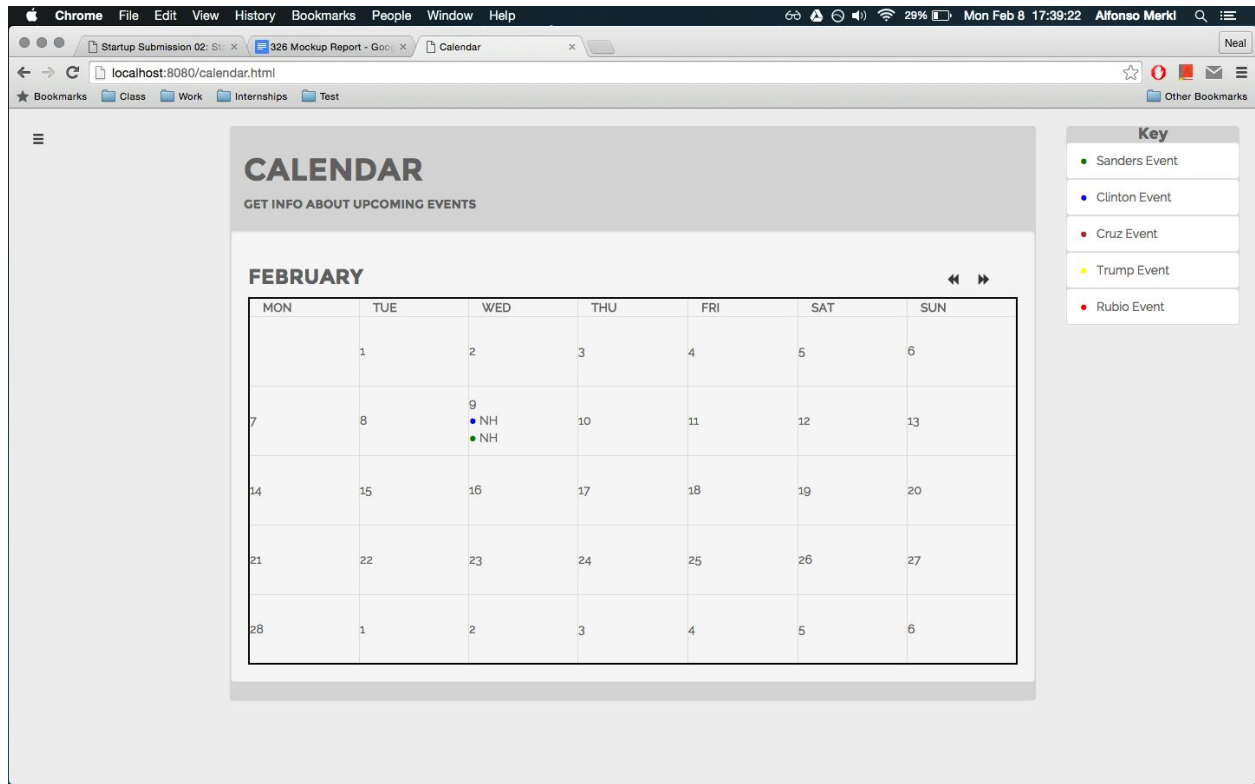 Chrome File Edit View History Bookmarks People Window Help 29% Mon Feb 8 17:39:22 Alfonso Merkl
Startup Submission 02: Sta × 326 Mockup Report - Goog × Calendar × Neal
localhost:8080/calendar.html
Bookmarks Class Work Internships Test Other Bookmarks
CALENDAR
GET INFO ABOUT UPCOMING EVENTS
FEBRUARY
MON TUE WED THU FRI SAT SUN
1 2 3 4 5 6
7 8 9 10 11 12 13
NH
NH
14 15 16 17 18 19 20
21 22 23 24 25 26 27
28 1 2 3 4 5 6
Key
Sanders Event
Clinton Event
Cruz Event
Trump Event
Rubio Event